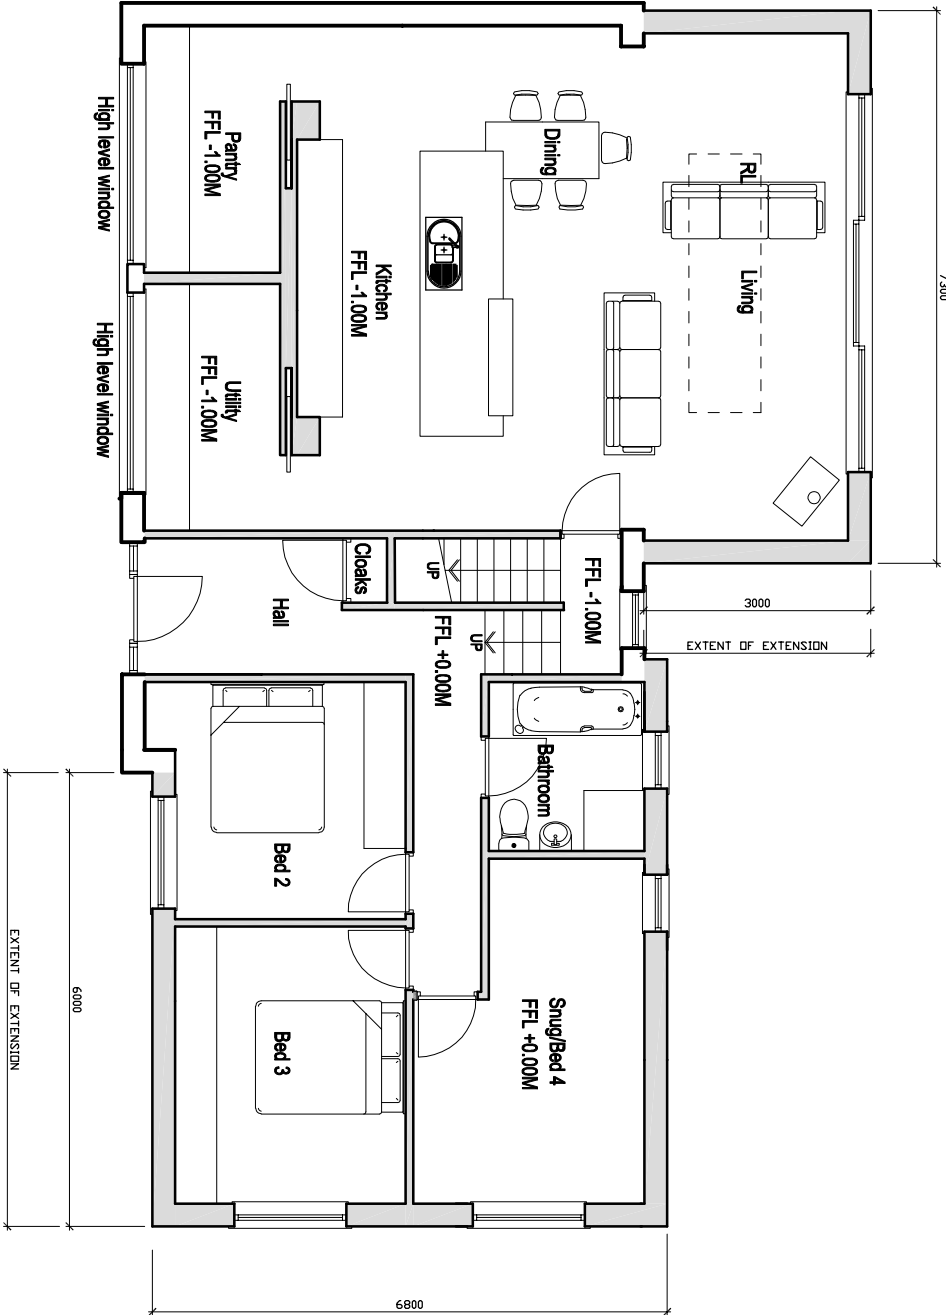 High level window
High level window
Pantry
FFL -1.00M
Utility
FFL -1.00M
Kitchen
FFL -1.00M
Dining
RL
Living
7300
Cloaks
UP
Hall
FFL +0.00M
UP
FFL -1.00M
3000
EXTENT OF EXTENSION
Bathroom
Bed 2
Bed 3
Snug/Bed 4
FFL +0.00M
EXTENT OF EXTENSION
6000
6800